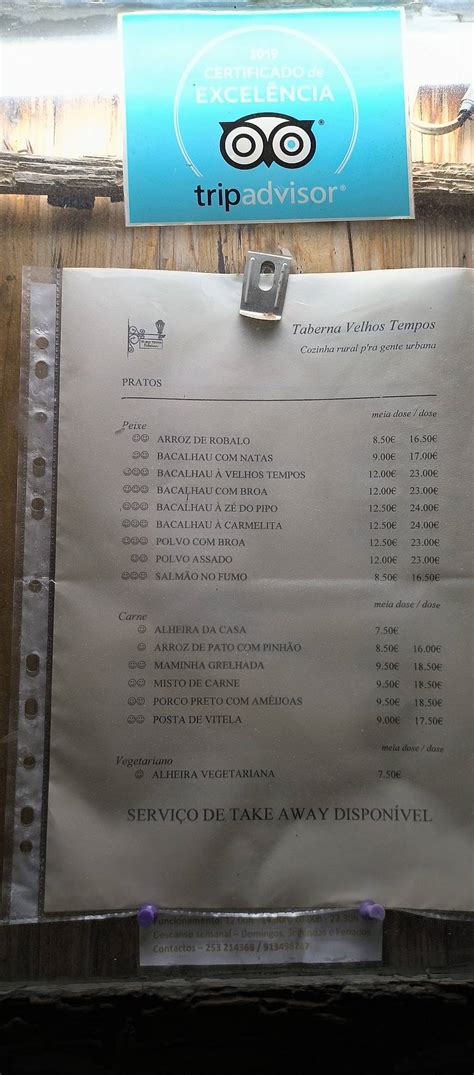 2019
CERTIFICADO de
EXCELÊNCIA
tripadvisor®
Taberna Velhos Tempos
Cozinha rural p'ra gente urbana
PRATOS
meia dose / dose
Peixe
☺☺ ARROZ DE ROBALO 8.50€ 16.50€
☺☺ BACALHAU COM NATAS 9.00€ 17.00€
☺☺☺ BACALHAU À VELHOS TEMPOS 12.00€ 23.00€
☺☺☺ BACALHAU COM BROA 12.00€ 23.00€
☺☺☺ BACALHAU À ZÉ DO PIPO 12.50€ 24.00€
☺☺☺ BACALHAU À CARMELITA 12.50€ 24.00€
☺☺☺ POLVO COM BROA 12.50€ 23.00€
☺☺ POLVO ASSADO 12.00€ 23.00€
☺☺☺ SALMÃO NO FUMO 8.50€ 16.50€
meia dose / dose
Carne
☺ ALHEIRA DA CASA 7.50€
☺ ARROZ DE PATO COM PINHÃO 8.50€ 16.00€
☺☺ MAMINHA GRELHADA 9.50€ 18.50€
☺☺ MISTO DE CARNE 9.50€ 18.50€
☺☺ PORCO PRETO COM AMÊIJOAS 9.50€ 18.50€
☺☺ POSTA DE VITELA 9.00€ 17.50€
meia dose / dose
Vegetariano
☺ ALHEIRA VEGETARIANA 7.50€
SERVIÇO DE TAKE AWAY DISPONÍVEL
Funcionamento: 12
Descanso semanal – Domingos, Segundas e Feriados
Contactos – 253 214368 /